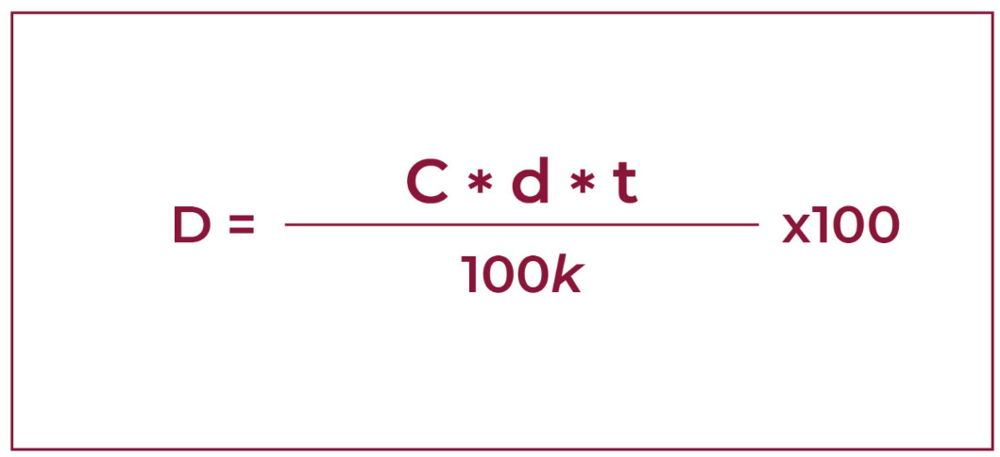 C * d * t
D = x100
100k